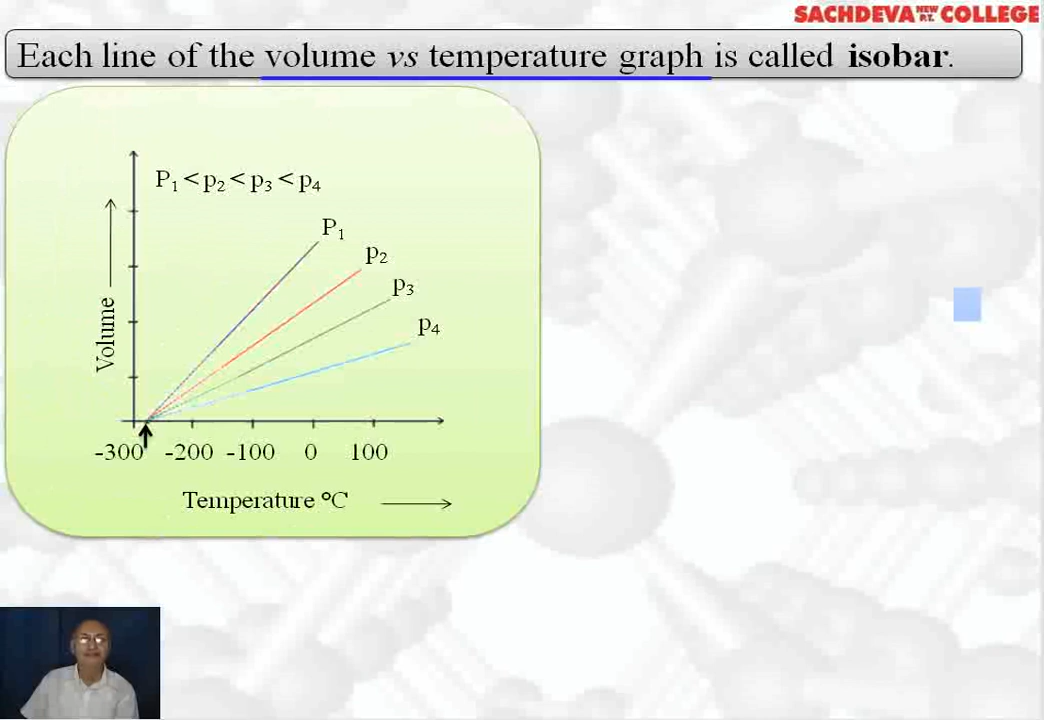 SACHDEVA NEW P.T. COLLEGE
Each line of the volume vs temperature graph is called isobar.
P₁ < p₂ < p₃ < p₄
P₁
p₂
p₃
p₄
Volume
-300 -200 -100 0 100
Temperature °C